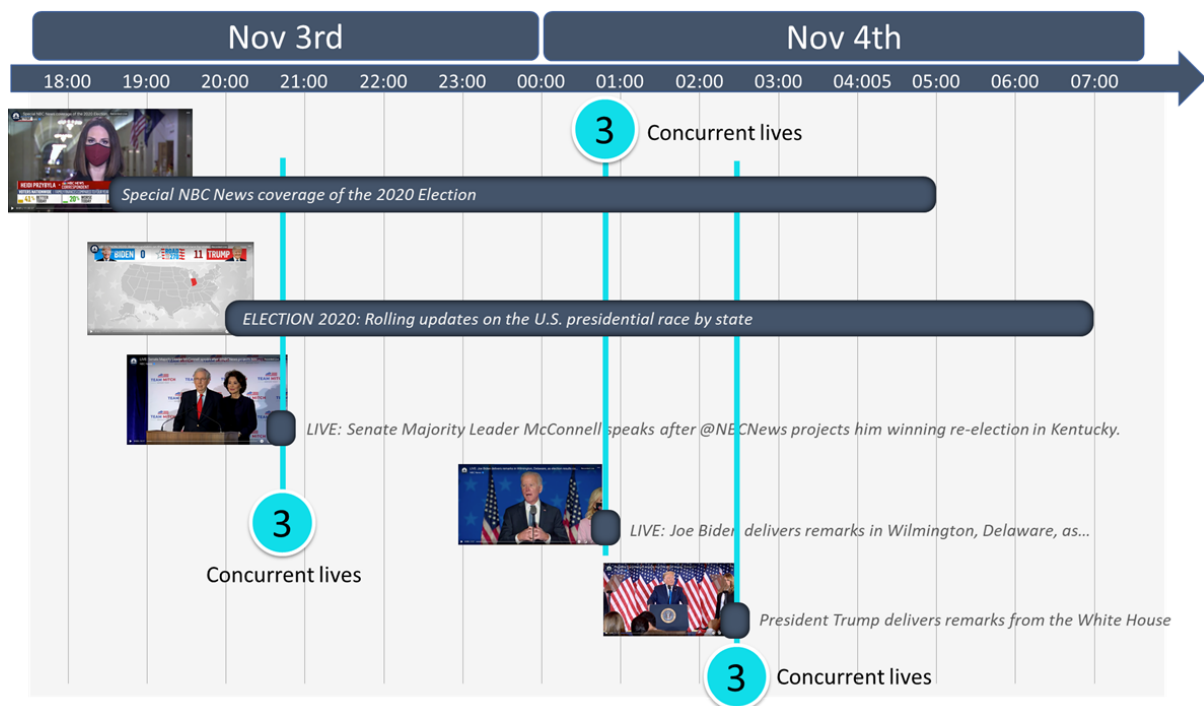 Nov 3rd
Nov 4th
18:00 19:00 20:00 21:00 22:00 23:00 00:00 01:00 02:00 03:00 04:005 05:00 06:00 07:00
3
Concurrent lives
HEIDI PRZYBYLA
Special NBC News coverage of the 2020 Election
BIDEN 0 11 TRUMP
ELECTION 2020: Rolling updates on the U.S. presidential race by state
TEAM MITCH
LIVE: Senate Majority Leader McConnell speaks after @NBCNews projects him winning re-election in Kentucky.
3
Concurrent lives
LIVE: Joe Biden delivers remarks in Wilmington, Delaware, as...
President Trump delivers remarks from the White House
3
Concurrent lives